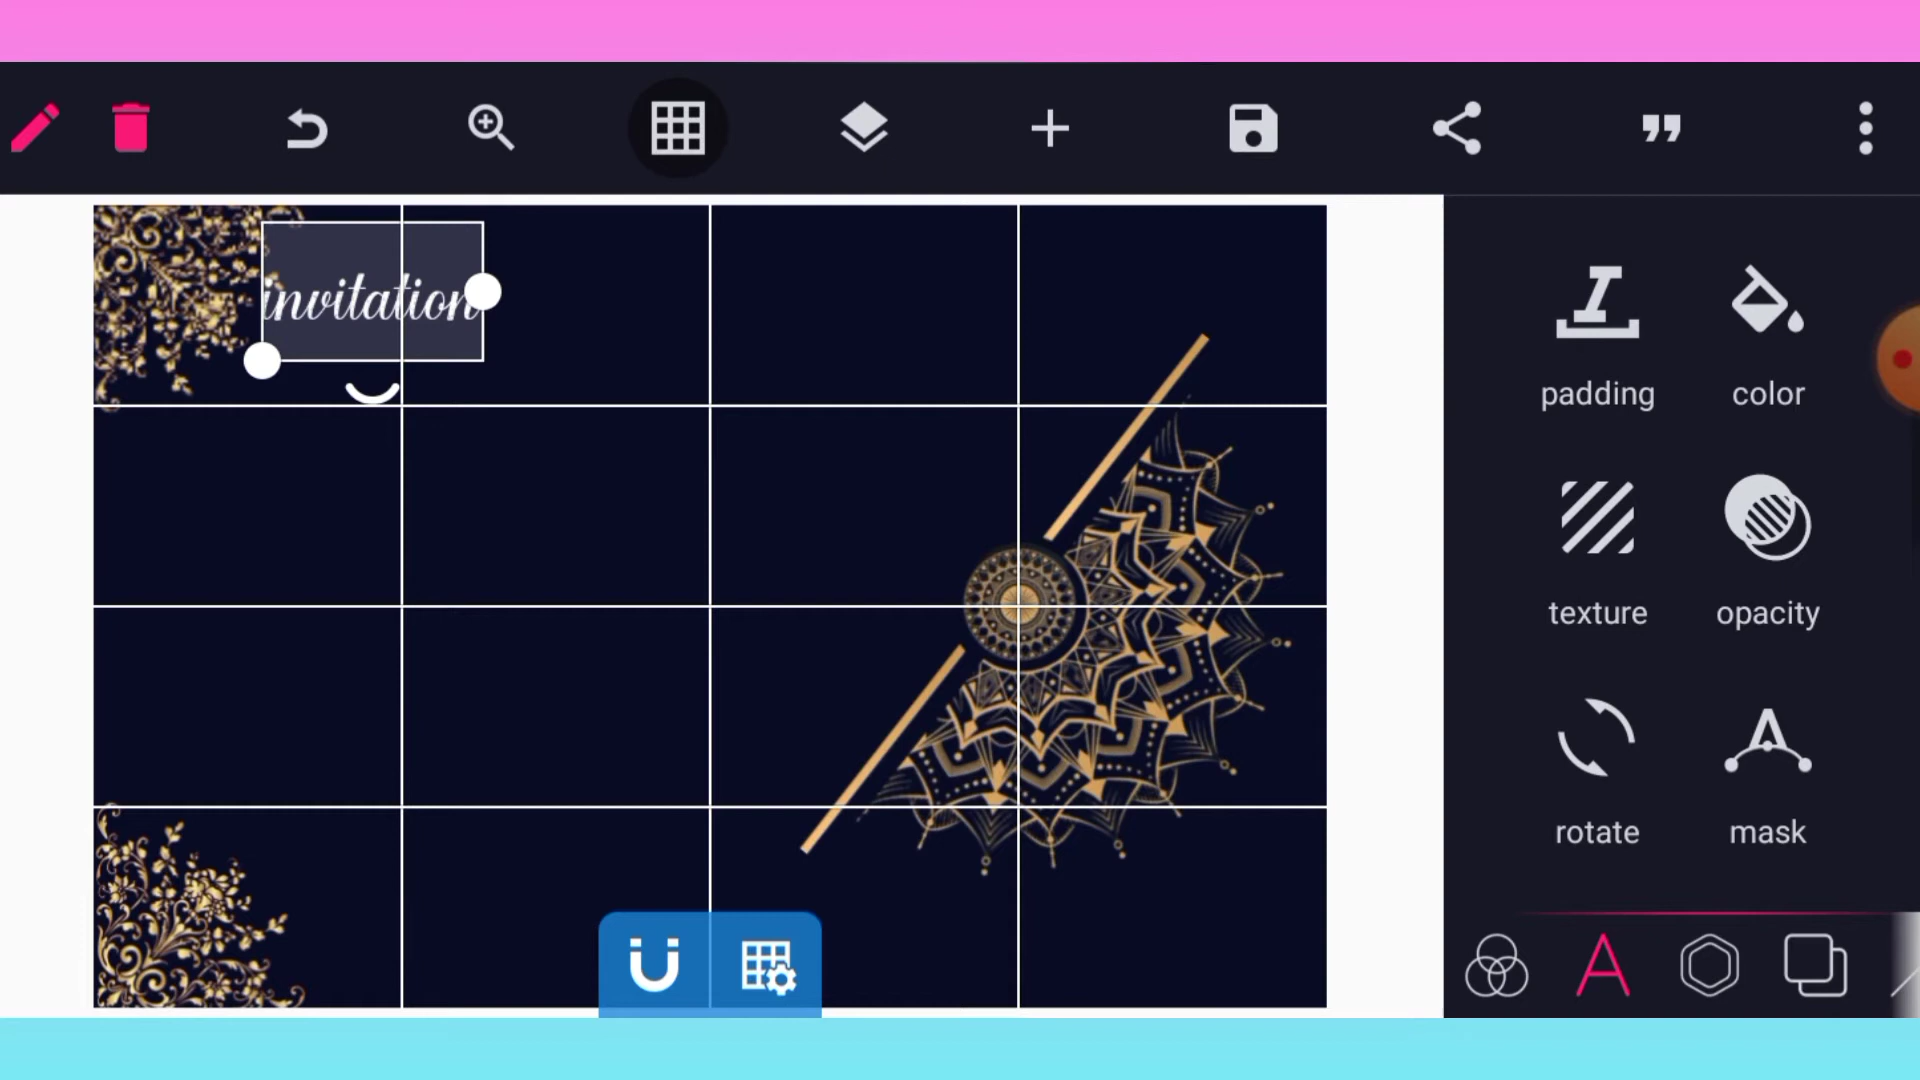 invitation
padding color
texture opacity
rotate mask